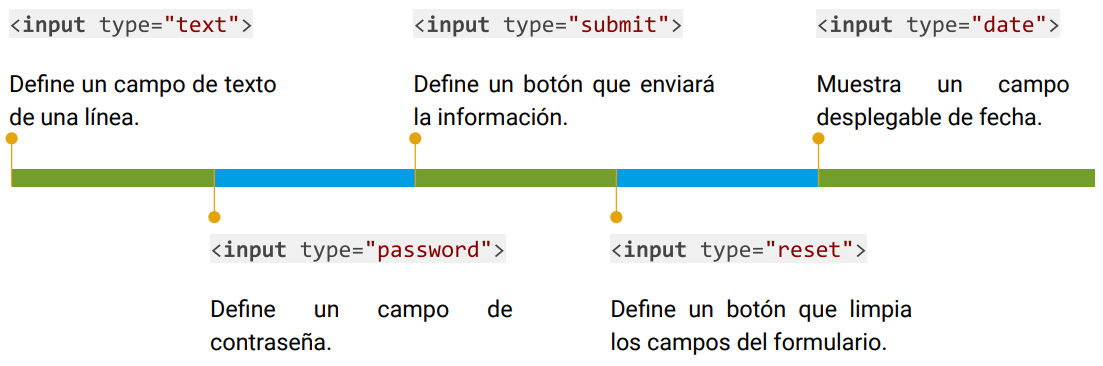 <input type="text">
Define un campo de texto
de una línea.
<input type="submit">
Define un botón que enviará
la información.
<input type="date">
Muestra un campo
desplegable de fecha.
<input type="password">
Define un campo de
contraseña.
<input type="reset">
Define un botón que limpia
los campos del formulario.